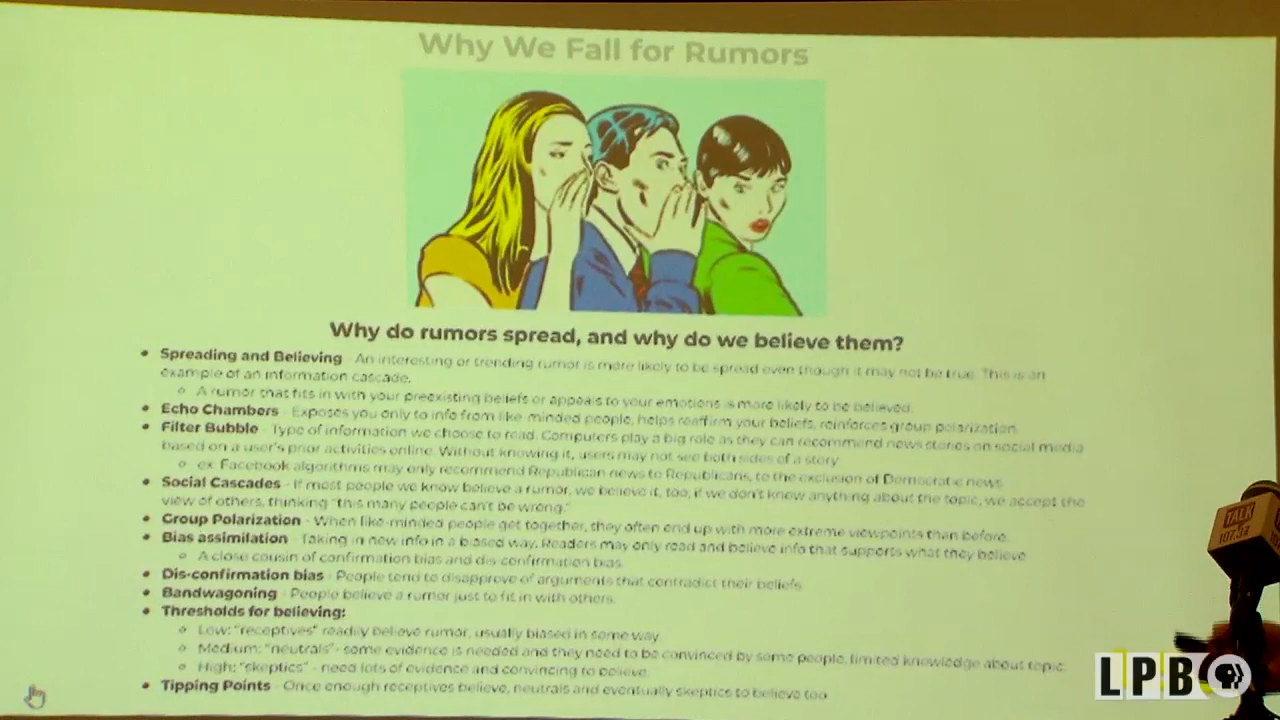 Why We Fall for Rumors
Why do rumors spread, and why do we believe them?
• Spreading and Believing - An interesting or trending rumor is more likely to be spread even though it may not be true. This is an
example of an information cascade.
○ A rumor that fits in with your preexisting beliefs or appeals to your emotions is more likely to be believed.
• Echo Chambers - Exposes you only to info from like-minded people, helps reaffirm your beliefs, reinforces group polarization.
• Filter Bubble - Type of information we choose to read. Computers play a big role as they can recommend news stories on social media
based on a user's prior activities online. Without knowing it, users may not see both sides of a story
○ ex. Facebook algorithms may only recommend Republican news to Republicans, to the exclusion of Democratic news
• Social Cascades - If most people we know believe a rumor, we believe it, too; if we don't know anything about the topic, we accept the
view of others, thinking "this many people can't be wrong."
• Group Polarization - When like-minded people get together, they often end up with more extreme viewpoints than before.
• Bias assimilation - Taking in new info in a biased way. Readers may only read and believe info that supports what they believe
○ A close cousin of confirmation bias and dis-confirmation bias.
• Dis-confirmation bias - People tend to disapprove of arguments that contradict their beliefs
• Bandwagoning - People believe a rumor just to fit in with others.
• Thresholds for believing:
○ Low: "receptives" readily believe rumor, usually biased in some way
○ Medium: "neutrals" - some evidence is needed and they need to be convinced by some people, limited knowledge about topic
○ High: "skeptics" - need lots of evidence and convincing to believe.
• Tipping Points - Once enough receptives believe, neutrals and eventually skeptics to believe too
TALK
107.3
LPB